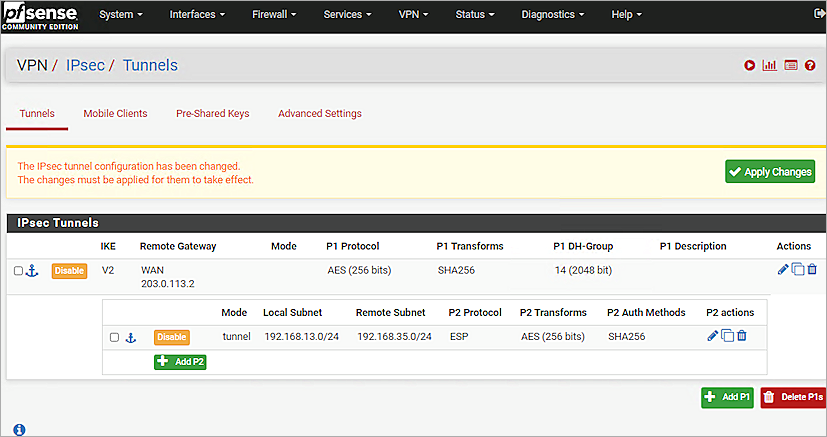 pfsense
COMMUNITY EDITION
System Interfaces Firewall Services VPN Status Diagnostics Help
VPN / IPsec / Tunnels
Tunnels Mobile Clients Pre-Shared Keys Advanced Settings
The IPsec tunnel configuration has been changed.
The changes must be applied for them to take effect.
Apply Changes
IPsec Tunnels
IKE Remote Gateway Mode P1 Protocol P1 Transforms P1 DH-Group P1 Description Actions
Disable V2 WAN AES (256 bits) SHA256 14 (2048 bit)
203.0.113.2
Mode Local Subnet Remote Subnet P2 Protocol P2 Transforms P2 Auth Methods P2 actions
Disable tunnel 192.168.13.0/24 192.168.35.0/24 ESP AES (256 bits) SHA256
Add P2
Add P1 Delete P1s